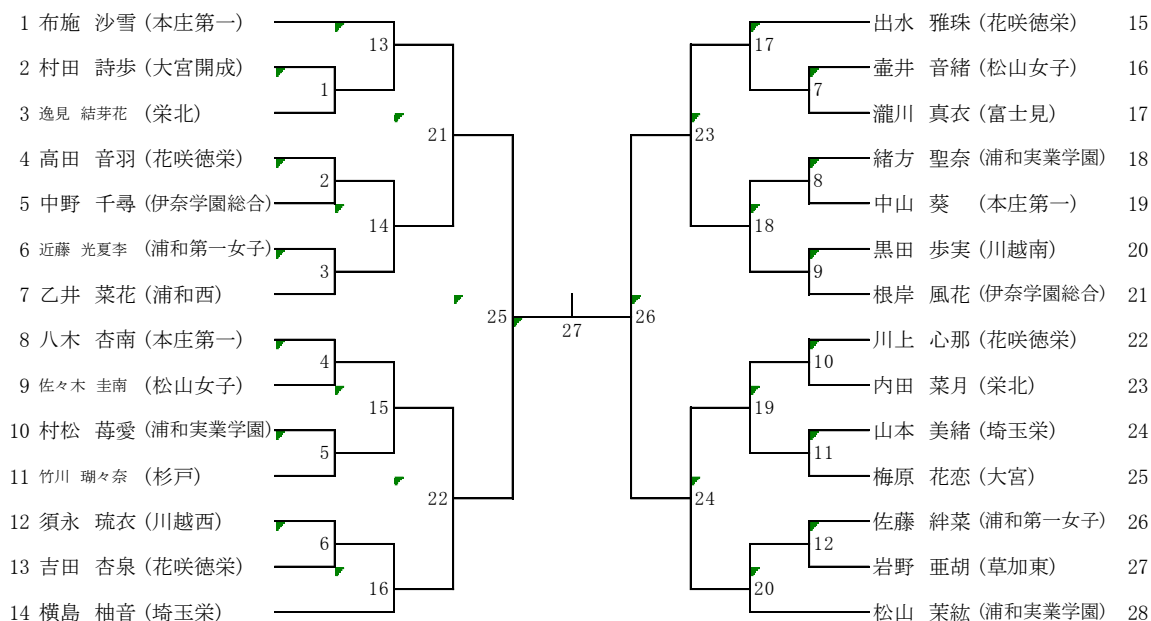 1 布施 沙雪 (本庄第一)
13
2 村田 詩歩 (大宮開成)
1
3 逸見 結芽花 (栄北)
21
4 高田 音羽 (花咲徳栄)
2
5 中野 千尋 (伊奈学園総合)
14
6 近藤 光夏李 (浦和第一女子)
3
7 乙井 菜花 (浦和西)
25
8 八木 杏南 (本庄第一)
4
9 佐々木 圭南 (松山女子)
15
10 村松 苺愛 (浦和実業学園)
5
11 竹川 瑚々奈 (杉戸)
22
12 須永 琉衣 (川越西)
6
13 吉田 杏泉 (花咲徳栄)
16
14 横島 柚音 (埼玉栄)
27
出水 雅珠 (花咲徳栄) 15
17
壷井 音緒 (松山女子) 16
7
瀧川 真衣 (富士見) 17
23
緒方 聖奈 (浦和実業学園) 18
8
中山 葵 (本庄第一) 19
18
黒田 歩実 (川越南) 20
9
根岸 風花 (伊奈学園総合) 21
26
川上 心那 (花咲徳栄) 22
10
内田 菜月 (栄北) 23
19
山本 美緒 (埼玉栄) 24
11
梅原 花恋 (大宮) 25
24
佐藤 絆菜 (浦和第一女子) 26
12
岩野 亜胡 (草加東) 27
20
松山 茉紘 (浦和実業学園) 28